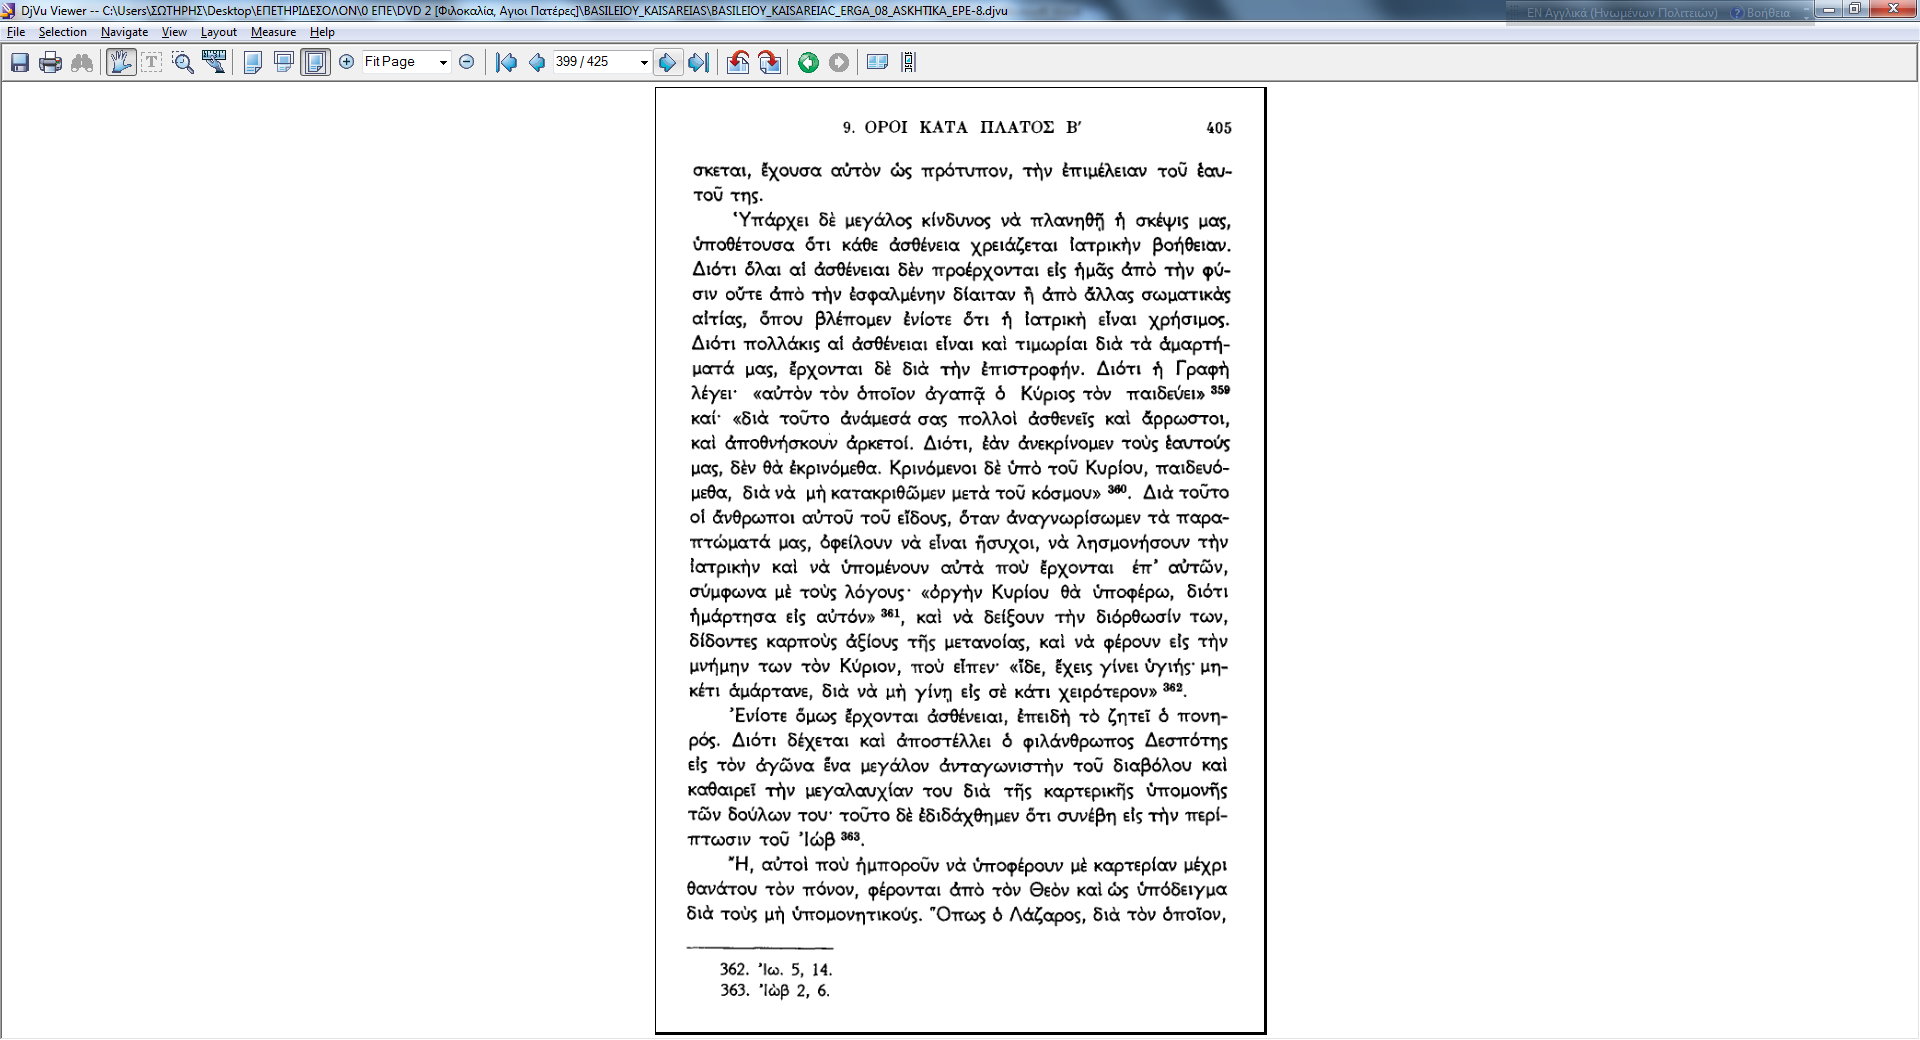 DjVu Viewer -- C:\Users\ΣΩΤΗΡΗΣ\Desktop\ΕΠΕΤΗΡΙΔΕΣΟΛΟΝ\0 ΕΠΕ\DVD 2 [Φιλοκαλία, Αγιοι Πατέρες]\BASILEIOY_KAISAREIAS\BASILEIOY_KAISAREIAC_ERGA_08_ASKHTIKA_EPE-8.djvu
EN Αγγλικά (Ηνωμένων Πολιτειών) Βοήθεια
File Selection Navigate View Layout Measure Help
Fit Page 399 / 425
9. ΟΡΟΙ ΚΑΤΑ ΠΛΑΤΟΣ Β′ 405
σκεται, ἔχουσα αὐτὸν ὡς πρότυπον, τὴν ἐπιμέλειαν τοῦ ἑαυ-
τοῦ της.
Ὑπάρχει δὲ μεγάλος κίνδυνος νὰ πλανηθῇ ἡ σκέψις μας,
ὑποθέτουσα ὅτι κάθε ἀσθένεια χρειάζεται ἰατρικὴν βοήθειαν.
Διότι ὅλαι αἱ ἀσθένειαι δὲν προέρχονται εἰς ἡμᾶς ἀπὸ τὴν φύ-
σιν οὔτε ἀπὸ τὴν ἐσφαλμένην δίαιταν ἢ ἀπὸ ἄλλας σωματικὰς
αἰτίας, ὅπου βλέπομεν ἐνίοτε ὅτι ἡ ἰατρικὴ εἶναι χρήσιμος.
Διότι πολλάκις αἱ ἀσθένειαι εἶναι καὶ τιμωρίαι διὰ τὰ ἁμαρτή-
ματά μας, ἔρχονται δὲ διὰ τὴν ἐπιστροφήν. Διότι ἡ Γραφὴ
λέγει· «αὐτὸν τὸν ὁποῖον ἀγαπᾷ ὁ Κύριος τὸν παιδεύει» 359
καί· «διὰ τοῦτο ἀνάμεσά σας πολλοὶ ἀσθενεῖς καὶ ἄρρωστοι,
καὶ ἀποθνήσκουν ἀρκετοί. Διότι, ἐὰν ἀνεκρίνομεν τοὺς ἑαυτούς
μας, δὲν θὰ ἐκρινόμεθα. Κρινόμενοι δὲ ὑπὸ τοῦ Κυρίου, παιδευό-
μεθα, διὰ νὰ μὴ κατακριθῶμεν μετὰ τοῦ κόσμου» 360. Διὰ τοῦτο
οἱ ἄνθρωποι αὐτοῦ τοῦ εἴδους, ὅταν ἀναγνωρίσωμεν τὰ παρα-
πτώματά μας, ὀφείλουν νὰ εἶναι ἥσυχοι, νὰ λησμονήσουν τὴν
ἰατρικὴν καὶ νὰ ὑπομένουν αὐτὰ ποὺ ἔρχονται ἐπ’ αὐτῶν,
σύμφωνα μὲ τοὺς λόγους· «ὀργὴν Κυρίου θὰ ὑποφέρω, διότι
ἡμάρτησα εἰς αὐτόν» 361, καὶ νὰ δείξουν τὴν διόρθωσίν των,
δίδοντες καρποὺς ἀξίους τῆς μετανοίας, καὶ νὰ φέρουν εἰς τὴν
μνήμην των τὸν Κύριον, ποὺ εἶπεν· «ἴδε, ἔχεις γίνει ὑγιής· μη-
κέτι ἁμάρτανε, διὰ νὰ μὴ γίνῃ εἰς σὲ κάτι χειρότερον» 362.
Ἐνίοτε ὅμως ἔρχονται ἀσθένειαι, ἐπειδὴ τὸ ζητεῖ ὁ πονη-
ρός. Διότι δέχεται καὶ ἀποστέλλει ὁ φιλάνθρωπος Δεσπότης
εἰς τὸν ἀγῶνα ἕνα μεγάλον ἀνταγωνιστὴν τοῦ διαβόλου καὶ
καθαιρεῖ τὴν μεγαλαυχίαν του διὰ τῆς καρτερικῆς ὑπομονῆς
τῶν δούλων του· τοῦτο δὲ ἐδιδάχθημεν ὅτι συνέβη εἰς τὴν περί-
πτωσιν τοῦ Ἰώβ 363.
Ἤ, αὐτοὶ ποὺ ἠμποροῦν νὰ ὑποφέρουν μὲ καρτερίαν μέχρι
θανάτου τὸν πόνον, φέρονται ἀπὸ τὸν Θεὸν καὶ ὡς ὑπόδειγμα
διὰ τοὺς μὴ ὑπομονητικούς. Ὅπως ὁ Λάζαρος, διὰ τὸν ὁποῖον,
362. Ἰω. 5, 14.
363. Ἰὼβ 2, 6.